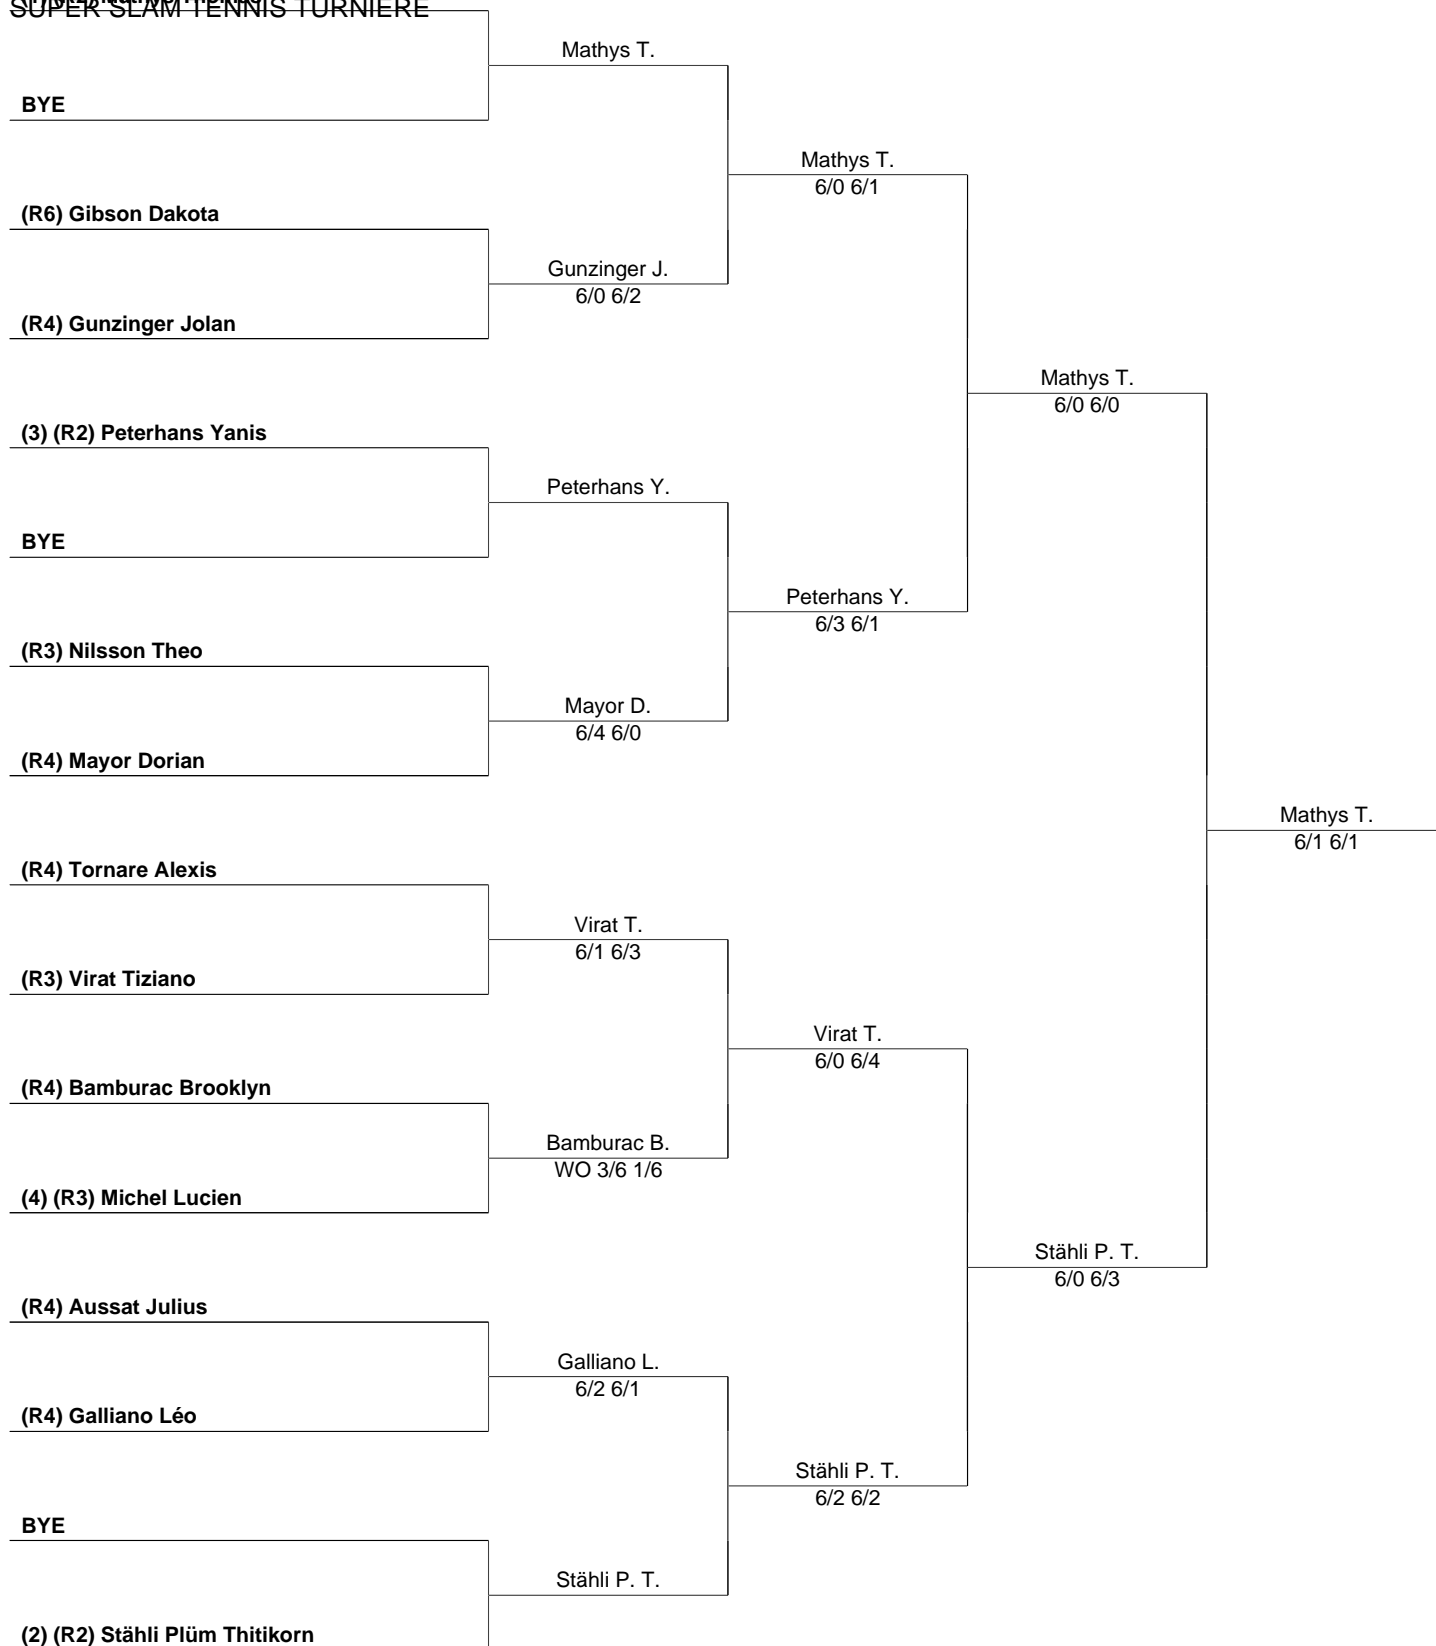 SUPER SLAM TENNIS TURNIERE
Mathys T.
BYE
Mathys T.
6/0 6/1
(R6) Gibson Dakota
Gunzinger J.
6/0 6/2
(R4) Gunzinger Jolan
Mathys T.
6/0 6/0
(3) (R2) Peterhans Yanis
Peterhans Y.
BYE
Peterhans Y.
6/3 6/1
(R3) Nilsson Theo
Mayor D.
6/4 6/0
(R4) Mayor Dorian
Mathys T.
6/1 6/1
(R4) Tornare Alexis
Virat T.
6/1 6/3
(R3) Virat Tiziano
Virat T.
6/0 6/4
(R4) Bamburac Brooklyn
Bamburac B.
WO 3/6 1/6
(4) (R3) Michel Lucien
Stähli P. T.
6/0 6/3
(R4) Aussat Julius
Galliano L.
6/2 6/1
(R4) Galliano Léo
Stähli P. T.
6/2 6/2
BYE
Stähli P. T.
(2) (R2) Stähli Plüm Thitikorn